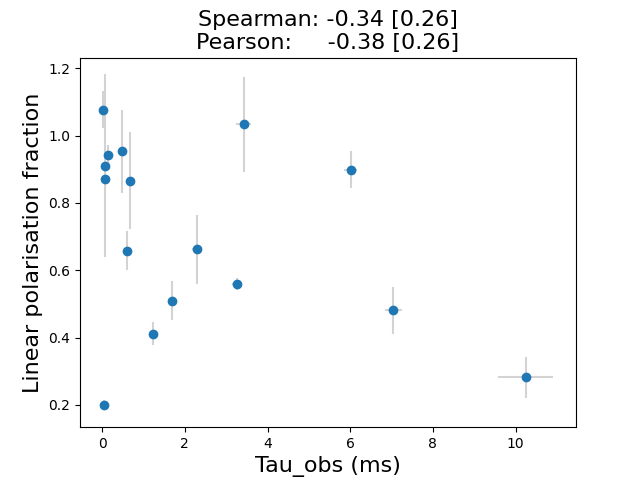 Spearman: -0.34 [0.26]
Pearson: -0.38 [0.26]
Linear polarisation fraction
1.2
1.0
0.8
0.6
0.4
0.2
0 2 4 6 8 10
Tau_obs (ms)